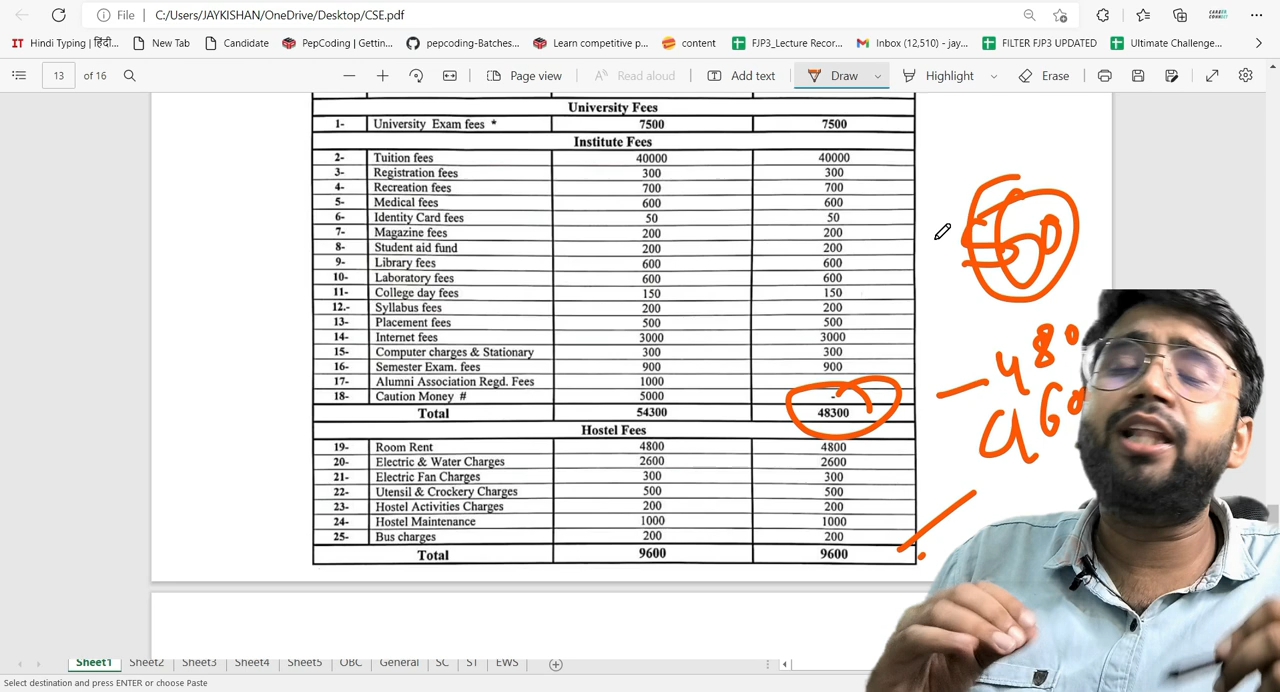 File C:/Users/JAYKISHAN/OneDrive/Desktop/CSE.pdf
Hindi Typing | हिंदी... New Tab Candidate PepCoding | Gettin... pepcoding-Batches... Learn competitive p... content FJP3_Lecture Recor... Inbox (12,510) - jay... FILTER FJP3 UPDATED Ultimate Challenge...
13 of 16 Page view Read aloud Add text Draw Highlight Erase
University Fees
1- University Exam fees * 7500 7500
Institute Fees
2- Tuition fees 40000 40000
3- Registration fees 300 300
4- Recreation fees 700 700
5- Medical fees 600 600
6- Identity Card fees 50 50
7- Magazine fees 200 200
8- Student aid fund 200 200
9- Library fees 600 600
10- Laboratory fees 600 600
11- College day fees 150 150
12.- Syllabus fees 200 200
13- Placement fees 500 500
14- Internet fees 3000 3000
15- Computer charges & Stationary 300 300
16- Semester Exam. fees 900 900
17- Alumni Association Regd. Fees 1000
18- Caution Money # 5000 -
Total 54300 48300
Hostel Fees
19- Room Rent 4800 4800
20- Electric & Water Charges 2600 2600
21- Electric Fan Charges 300 300
22- Utensil & Crockery Charges 500 500
23- Hostel Activities Charges 200 200
24- Hostel Maintenance 1000 1000
25- Bus charges 200 200
Total 9600 9600
480
960
Sheet1 Sheet2 Sheet3 Sheet4 Sheet5 OBC General SC ST EWS
Select destination and press ENTER or choose Paste